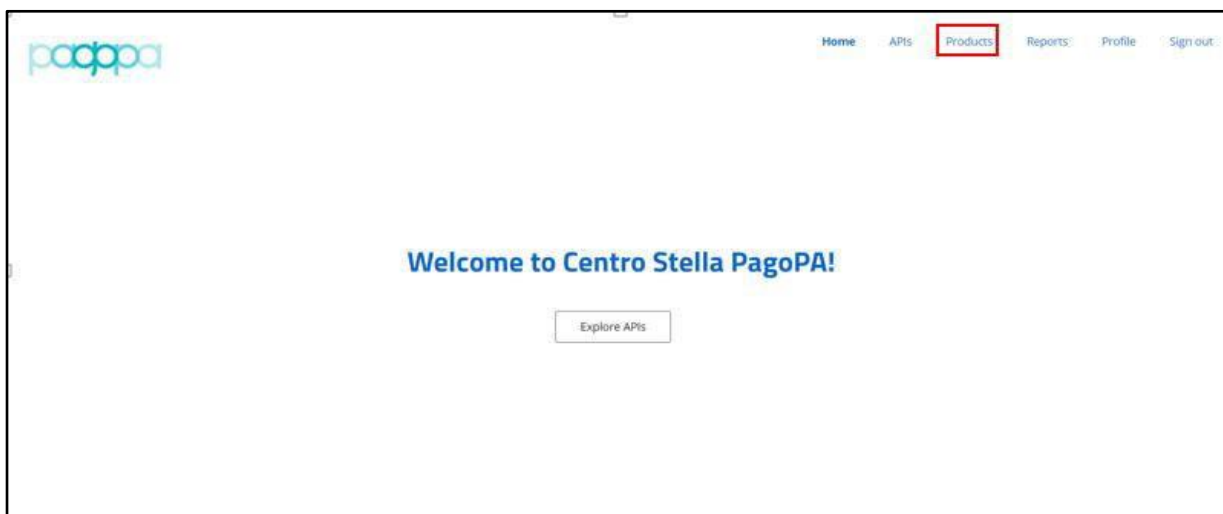 pagopa
Home APIs Products Reports Profile Sign out
Welcome to Centro Stella PagoPA!
Explore APIs